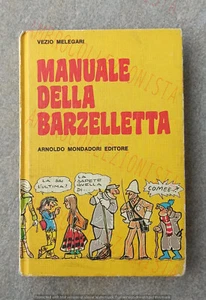 VEZIO MELEGARI
MANUALE
DELLA
BARZELLETTA
ARNOLDO MONDADORI EDITORE
LA SAI
L'ULTIMA!
LA
SAPETE
QUELLA
DI...
COME?